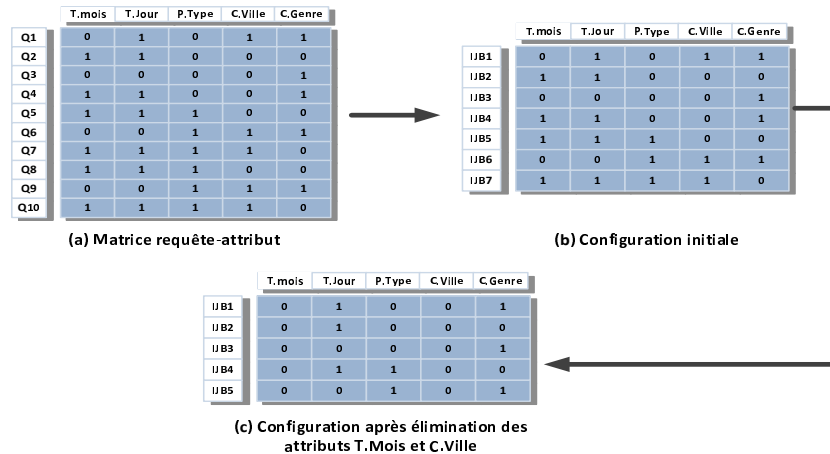 T.mois T.Jour P.Type C.Ville C.Genre
Q1 0 1 0 1 1
Q2 1 1 0 0 0
Q3 0 0 0 0 1
Q4 1 1 0 0 1
Q5 1 1 1 0 0
Q6 0 0 1 1 1
Q7 1 1 1 1 0
Q8 1 1 1 0 0
Q9 0 0 1 1 1
Q10 1 1 1 1 0
(a) Matrice requête-attribut
T.mois T.Jour P.Type C.Ville C.Genre
IJB1 0 1 0 1 1
IJB2 1 1 0 0 0
IJB3 0 0 0 0 1
IJB4 1 1 0 0 1
IJB5 1 1 1 0 0
IJB6 0 0 1 1 1
IJB7 1 1 1 1 0
(b) Configuration initiale
T.mois T.Jour P.Type C.Ville C.Genre
IJB1 0 1 0 0 1
IJB2 0 1 0 0 0
IJB3 0 0 0 0 1
IJB4 0 1 1 0 0
IJB5 0 0 1 0 1
(c) Configuration après élimination des
attributs T.Mois et C.Ville